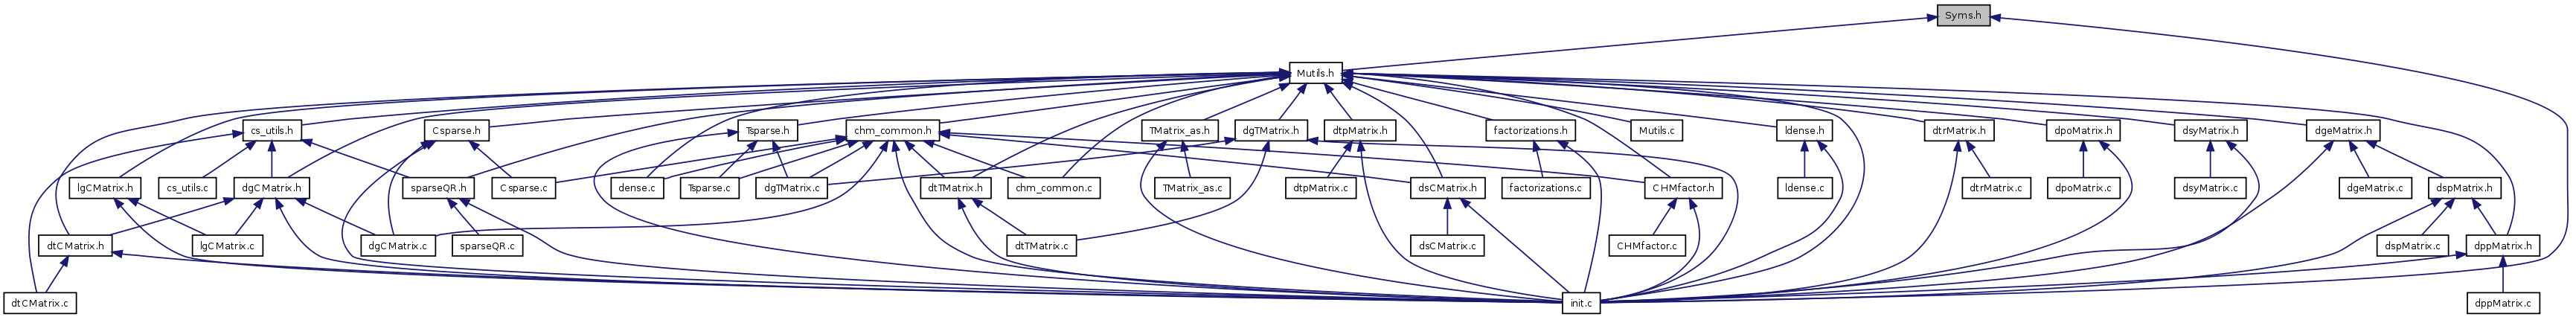 Syms.h
Mutils.h
cs_utils.h
Csparse.h
Tsparse.h
chm_common.h
TMatrix_as.h
dgTMatrix.h
dtpMatrix.h
factorizations.h
Mutils.c
ldense.h
dtrMatrix.h
dpoMatrix.h
dsyMatrix.h
dgeMatrix.h
lgCMatrix.h
cs_utils.c
dgCMatrix.h
sparseQR.h
Csparse.c
dense.c
Tsparse.c
dgTMatrix.c
dtTMatrix.h
chm_common.c
TMatrix_as.c
dtpMatrix.c
dsCMatrix.h
factorizations.c
CHMfactor.h
ldense.c
dtrMatrix.c
dpoMatrix.c
dsyMatrix.c
dgeMatrix.c
dspMatrix.h
dtCMatrix.h
lgCMatrix.c
dgCMatrix.c
sparseQR.c
dtTMatrix.c
dsCMatrix.c
CHMfactor.c
dspMatrix.c
dppMatrix.h
dtCMatrix.c
init.c
dppMatrix.c